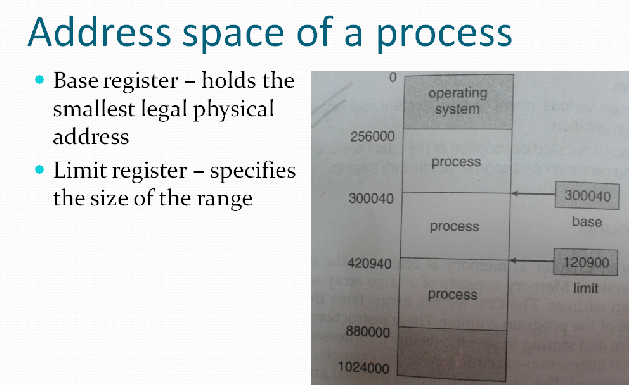 Address space of a process
Base register – holds the
smallest legal physical
address
Limit register – specifies
the size of the range
0
operating
system
256000
process
300040
300040
base
process
420940
120900
limit
process
880000
1024000